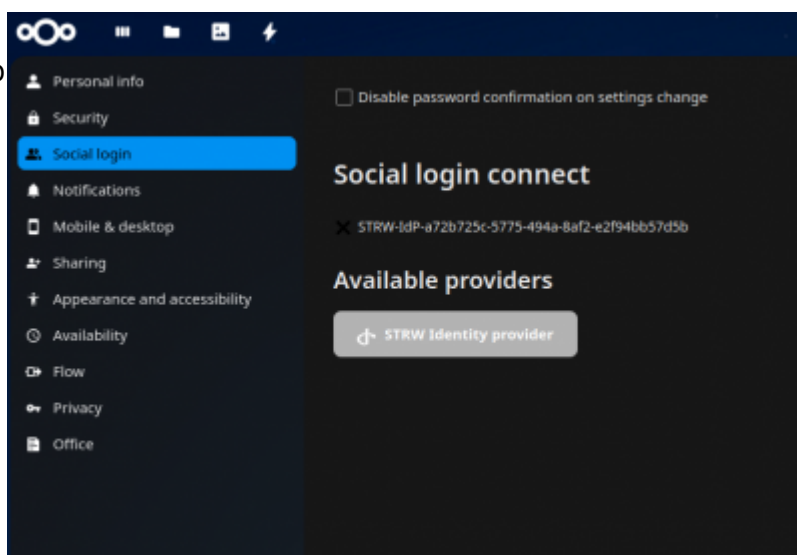 Personal info
Security
Social login
Notifications
Mobile & desktop
Sharing
Appearance and accessibility
Availability
Flow
Privacy
Office
Disable password confirmation on settings change
Social login connect
STRW-IdP-a72b725c-5775-494a-8af2-e2f94bb57d5b
Available providers
STRW Identity provider